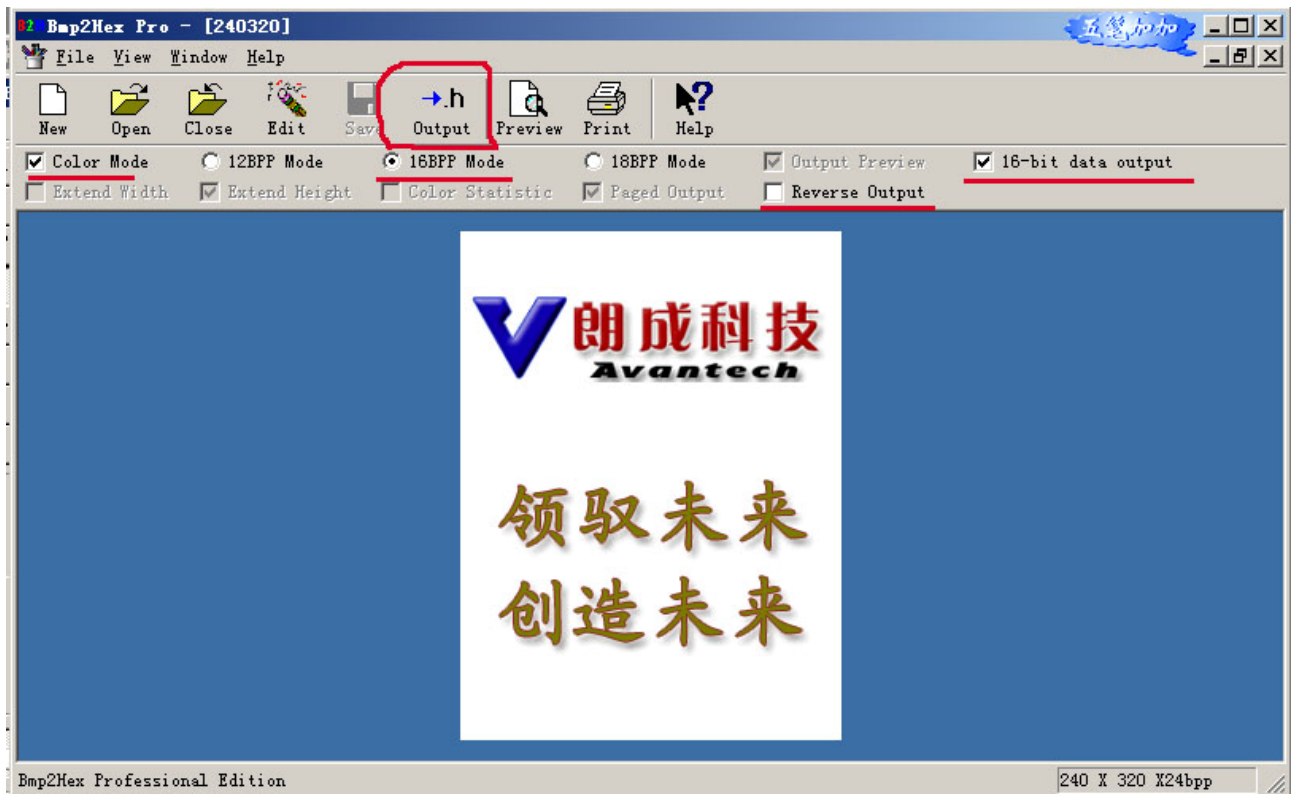 Bmp2Hex Pro - [240320]
五笔加加
File View Window Help
New Open Close Edit Save Output Preview Print Help
→.h
Color Mode 12BPP Mode 16BPP Mode 18BPP Mode Output Preview 16-bit data output
Extend Width Extend Height Color Statistic Paged Output Reverse Output
朗成科技
Avantech
领驭未来
创造未来
Bmp2Hex Professional Edition 240 X 320 X24bpp